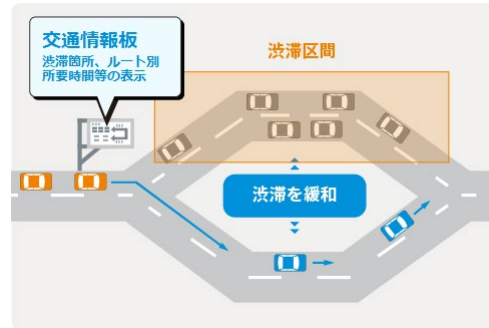 交通情報板
渋滞箇所、ルート別
所要時間等の表示
渋滞区間
渋滞を緩和